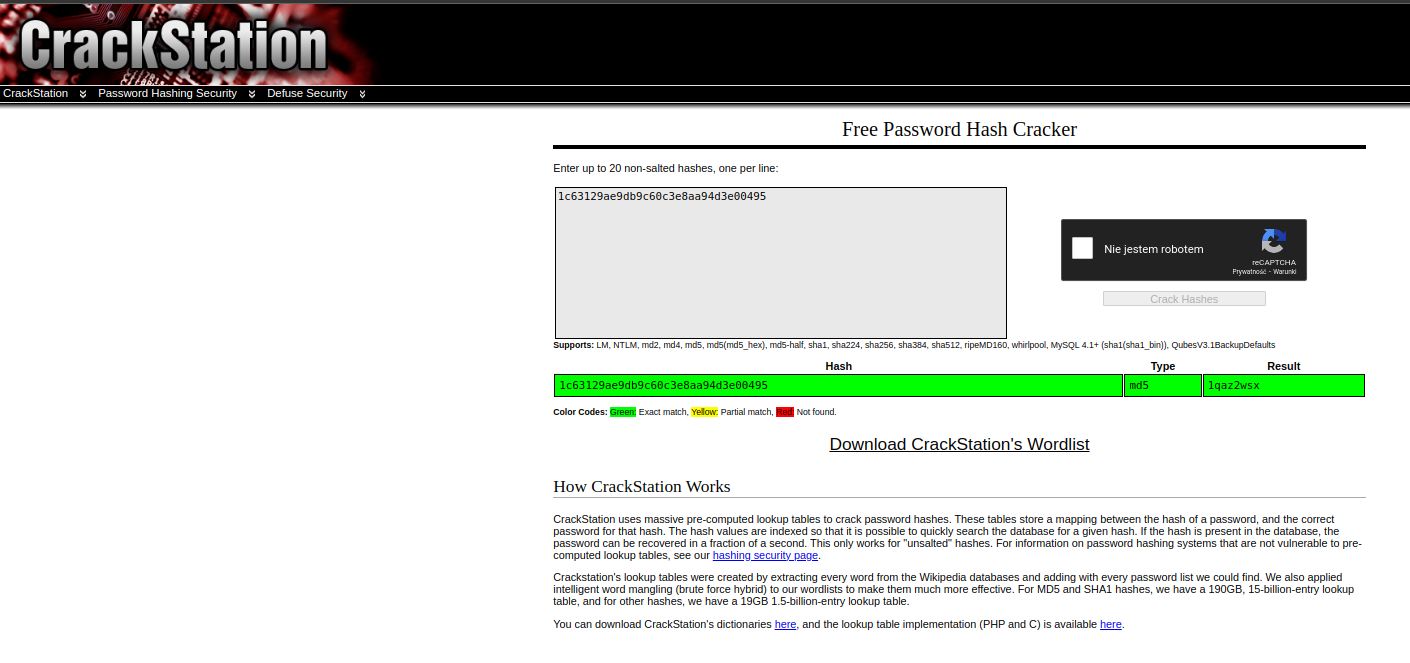 CrackStation
CrackStation Password Hashing Security Defuse Security
Free Password Hash Cracker
Enter up to 20 non-salted hashes, one per line:
1c63129ae9db9c60c3e8aa94d3e00495
Nie jestem robotem
reCAPTCHA
Prywatność - Warunki
Crack Hashes
Supports: LM, NTLM, md2, md4, md5, md5(md5_hex), md5-half, sha1, sha224, sha256, sha384, sha512, ripeMD160, whirlpool, MySQL 4.1+ (sha1(sha1_bin)), QubesV3.1BackupDefaults
Hash Type Result
1c63129ae9db9c60c3e8aa94d3e00495 md5 1qaz2wsx
Color Codes: Green: Exact match, Yellow: Partial match, Red: Not found.
Download CrackStation's Wordlist
How CrackStation Works
CrackStation uses massive pre-computed lookup tables to crack password hashes. These tables store a mapping between the hash of a password, and the correct
password for that hash. The hash values are indexed so that it is possible to quickly search the database for a given hash. If the hash is present in the database, the
password can be recovered in a fraction of a second. This only works for "unsalted" hashes. For information on password hashing systems that are not vulnerable to pre-
computed lookup tables, see our hashing security page.
Crackstation's lookup tables were created by extracting every word from the Wikipedia databases and adding with every password list we could find. We also applied
intelligent word mangling (brute force hybrid) to our wordlists to make them much more effective. For MD5 and SHA1 hashes, we have a 190GB, 15-billion-entry lookup
table, and for other hashes, we have a 19GB 1.5-billion-entry lookup table.
You can download CrackStation's dictionaries here, and the lookup table implementation (PHP and C) is available here.